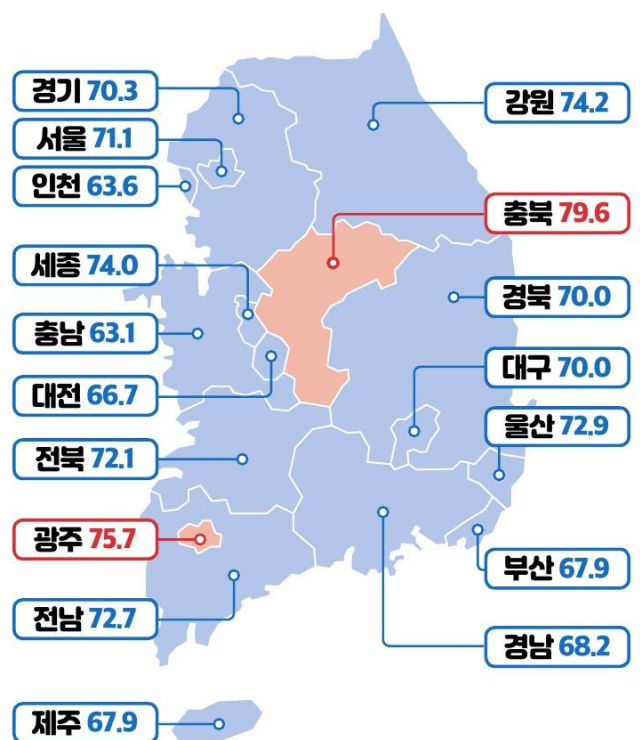 경기 70.3
서울 71.1
인천 63.6
세종 74.0
충남 63.1
대전 66.7
전북 72.1
광주 75.7
전남 72.7
제주 67.9
강원 74.2
충북 79.6
경북 70.0
대구 70.0
울산 72.9
부산 67.9
경남 68.2